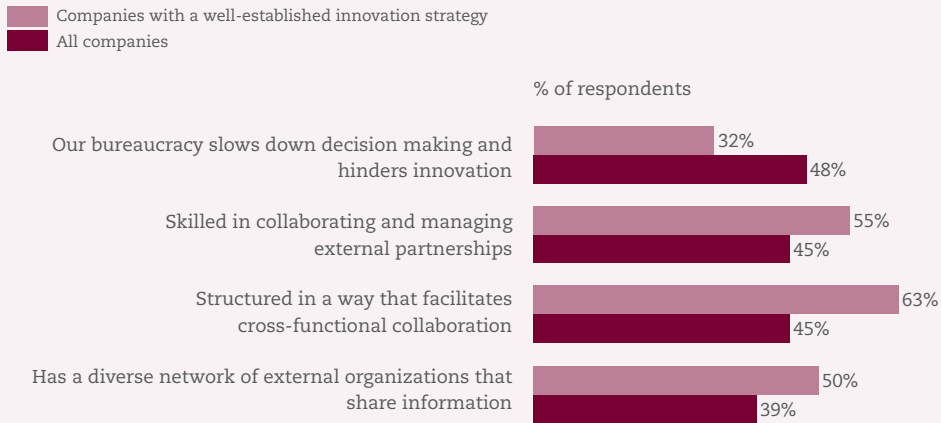 Companies with a well-established innovation strategy
All companies
% of respondents
Our bureaucracy slows down decision making and
hinders innovation
32%
48%
Skilled in collaborating and managing
external partnerships
55%
45%
Structured in a way that facilitates
cross-functional collaboration
63%
45%
Has a diverse network of external organizations that
share information
50%
39%